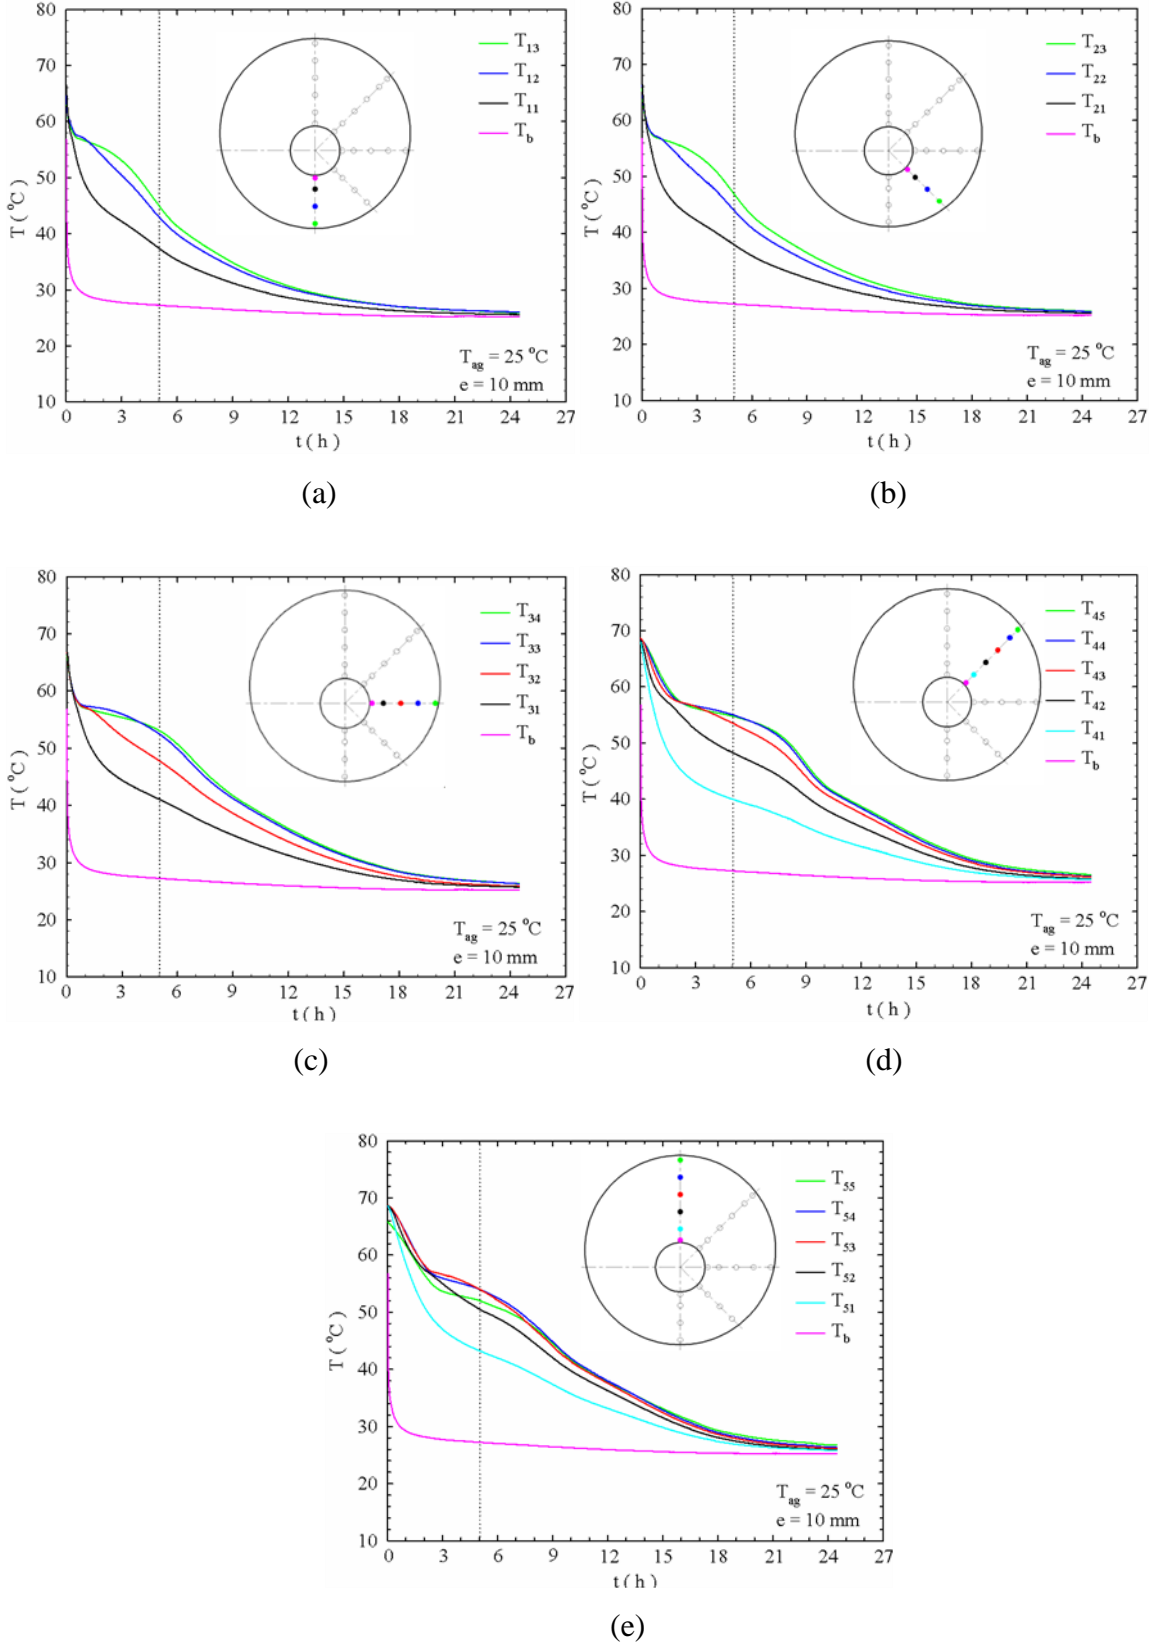 80
70
60
50
40
30
20
10
T ( °C)
T13
T12
T11
Tb
Tag = 25 °C
e = 10 mm
0 3 6 9 12 15 18 21 24 27
t ( h )
(a)
80
70
60
50
40
30
20
10
T ( °C)
T23
T22
T21
Tb
Tag = 25 °C
e = 10 mm
0 3 6 9 12 15 18 21 24 27
t ( h )
(b)
80
70
60
50
40
30
20
10
T ( °C)
T34
T33
T32
T31
Tb
Tag = 25 °C
e = 10 mm
0 3 6 9 12 15 18 21 24 27
t ( h )
(c)
80
70
60
50
40
30
20
10
T ( °C)
T45
T44
T43
T42
T41
Tb
Tag = 25 °C
e = 10 mm
0 3 6 9 12 15 18 21 24 27
t ( h )
(d)
80
70
60
50
40
30
20
10
T ( °C)
T55
T54
T53
T52
T51
Tb
Tag = 25 °C
e = 10 mm
0 3 6 9 12 15 18 21 24 27
t ( h )
(e)